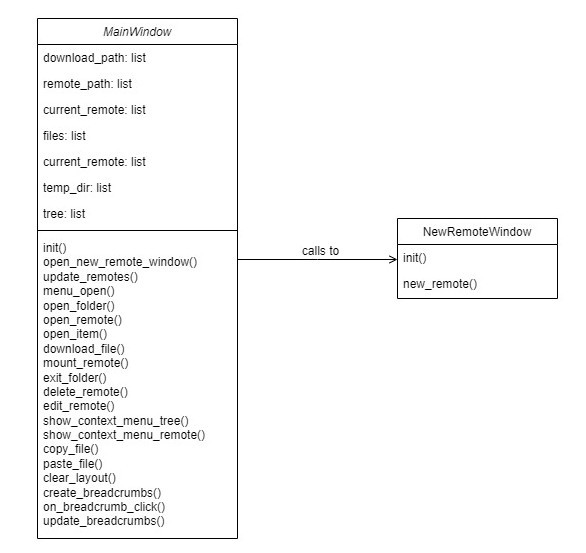 MainWindow
download_path: list
remote_path: list
current_remote: list
files: list
current_remote: list
temp_dir: list
tree: list
init()
open_new_remote_window()
update_remotes()
menu_open()
open_folder()
open_remote()
open_item()
download_file()
mount_remote()
exit_folder()
delete_remote()
edit_remote()
show_context_menu_tree()
show_context_menu_remote()
copy_file()
paste_file()
clear_layout()
create_breadcrumbs()
on_breadcrumb_click()
update_breadcrumbs()
calls to
NewRemoteWindow
init()
new_remote()